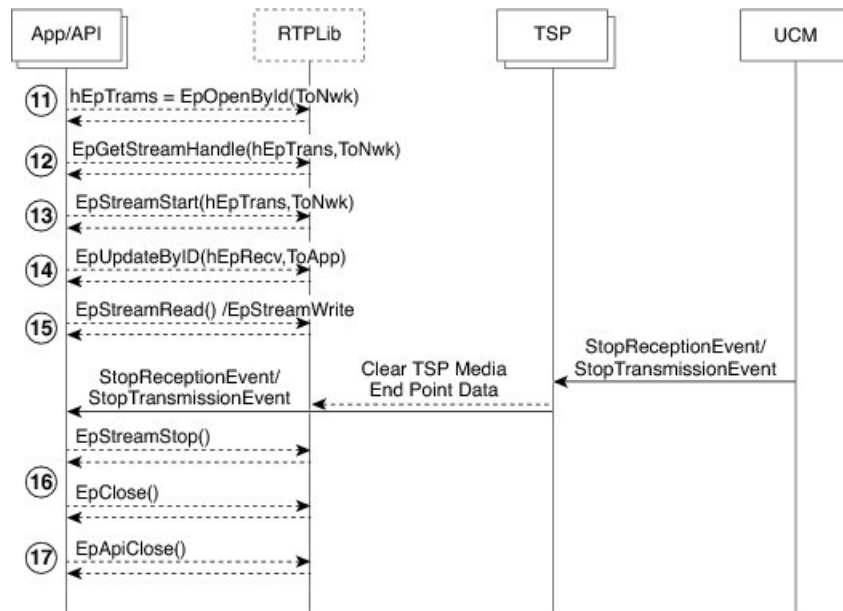 App/API
RTPLib
TSP
UCM
11
hEpTrams = EpOpenById(ToNwk)
12
EpGetStreamHandle(hEpTrans,ToNwk)
13
EpStreamStart(hEpTrans,ToNwk)
14
EpUpdateByID(hEpRecv,ToApp)
15
EpStreamRead() /EpStreamWrite
StopReceptionEvent/
StopTransmissionEvent
Clear TSP Media
End Point Data
StopReceptionEvent/
StopTransmissionEvent
16
EpStreamStop()
EpClose()
17
EpApiClose()